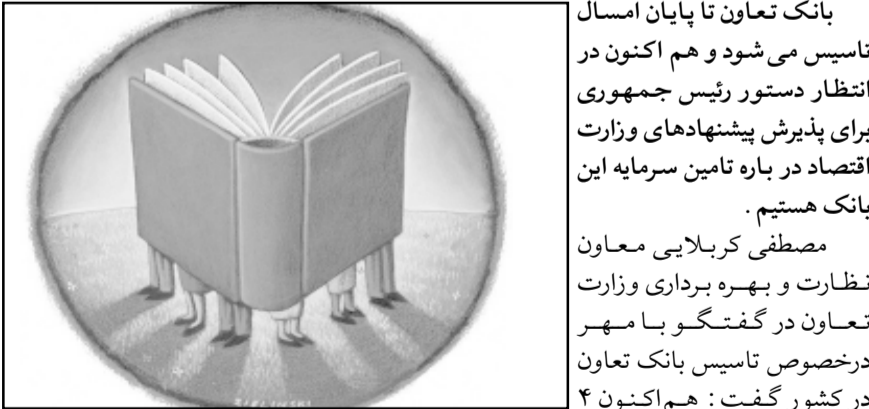 بانک تعاون تا پایان امسال
تاسیس می‌شود و هم اکنون در
انتظار دستور رئیس جمهوری
برای پذیرش پیشنهادهای وزارت
اقتصاد در باره تامین سرمایه این
بانک هستیم .
مصطفی کربلایی معاون
نظارت و بهره برداری وزارت
تعاون در گفتگو با مهر
درخصوص تاسیس بانک تعاون
در کشور گفت : هم‌اکنون ۴